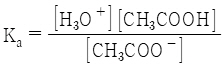 Kₐ = [H₃O⁺][CH₃COOH] / [CH₃COO⁻]